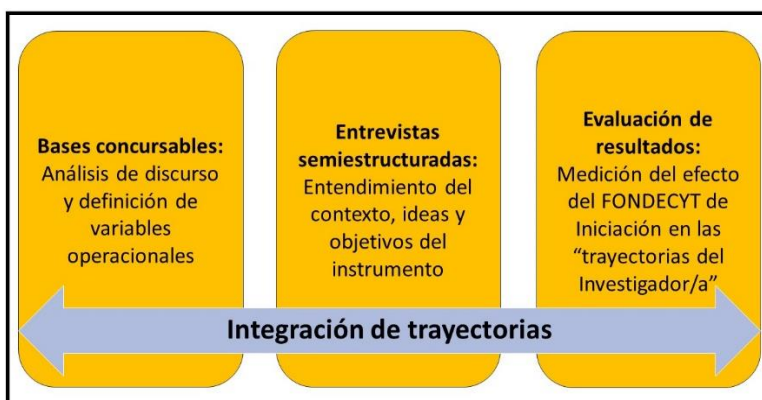 Bases concursables:
Análisis de discurso
y definición de
variables
operacionales
Entrevistas
semiestructuradas:
Entendimiento del
contexto, ideas y
objetivos del
instrumento
Evaluación de
resultados:
Medición del efecto
del FONDECYT de
Iniciación en las
“trayectorias del
Investigador/a”
Integración de trayectorias